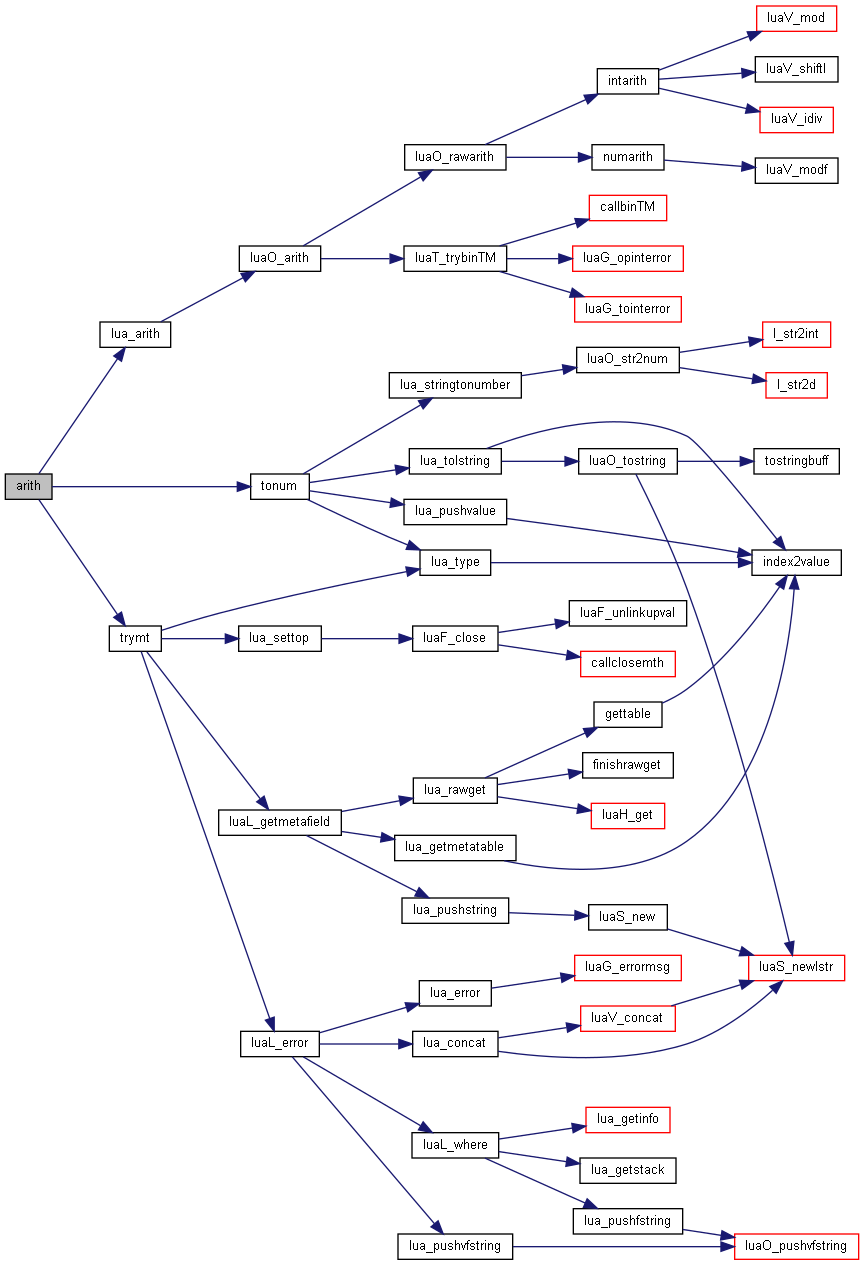 luaV_mod
luaV_shiftl
intarith
luaV_idiv
luaO_rawarith
numarith
luaV_modf
callbinTM
luaO_arith
luaT_trybinTM
luaG_opinterror
luaG_tointerror
lua_arith
l_str2int
luaO_str2num
lua_stringtonumber
l_str2d
lua_tolstring
luaO_tostring
tostringbuff
arith
tonum
lua_pushvalue
lua_type
index2value
luaF_unlinkupval
trymt
lua_settop
luaF_close
callclosemth
gettable
finishrawget
lua_rawget
luaH_get
luaL_getmetafield
lua_getmetatable
lua_pushstring
luaS_new
luaS_newlstr
luaG_errormsg
lua_error
luaV_concat
luaL_error
lua_concat
lua_getinfo
luaL_where
lua_getstack
lua_pushfstring
lua_pushvfstring
luaO_pushvfstring